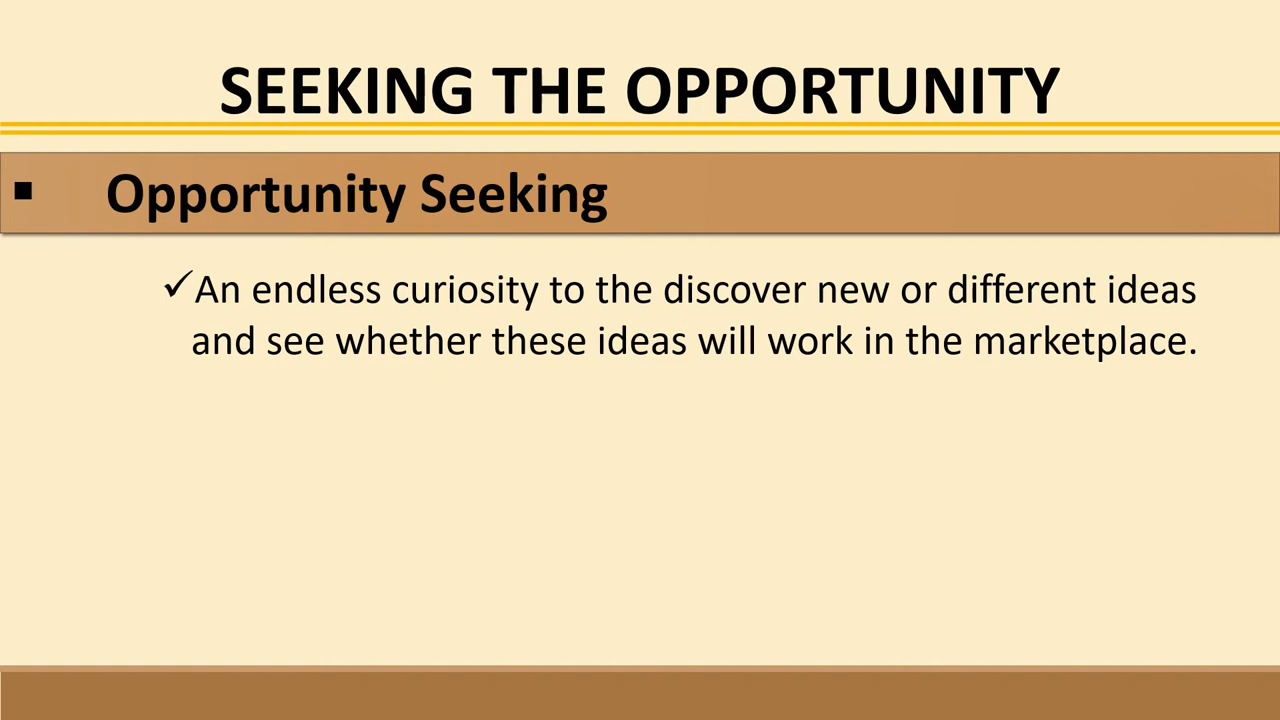 SEEKING THE OPPORTUNITY
▪ Opportunity Seeking
✓An endless curiosity to the discover new or different ideas
and see whether these ideas will work in the marketplace.